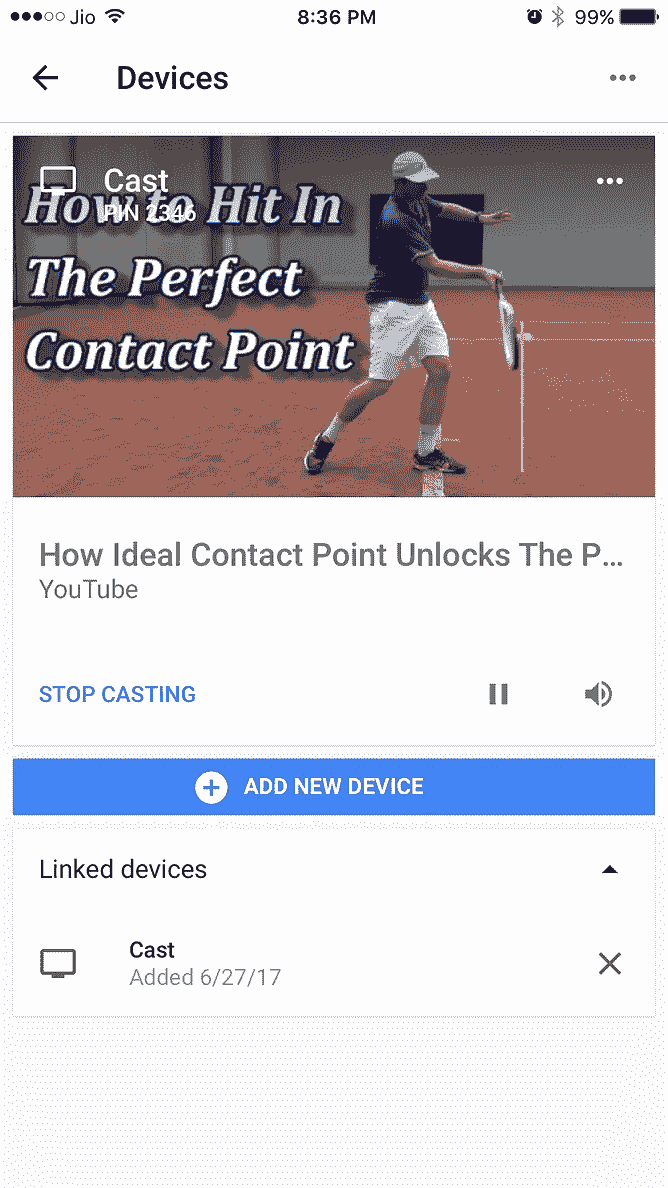 Jio 8:36 PM 99%
Devices
Cast
PIN 2346
How to Hit In
The Perfect
Contact Point
How Ideal Contact Point Unlocks The P...
YouTube
STOP CASTING
ADD NEW DEVICE
Linked devices
Cast
Added 6/27/17